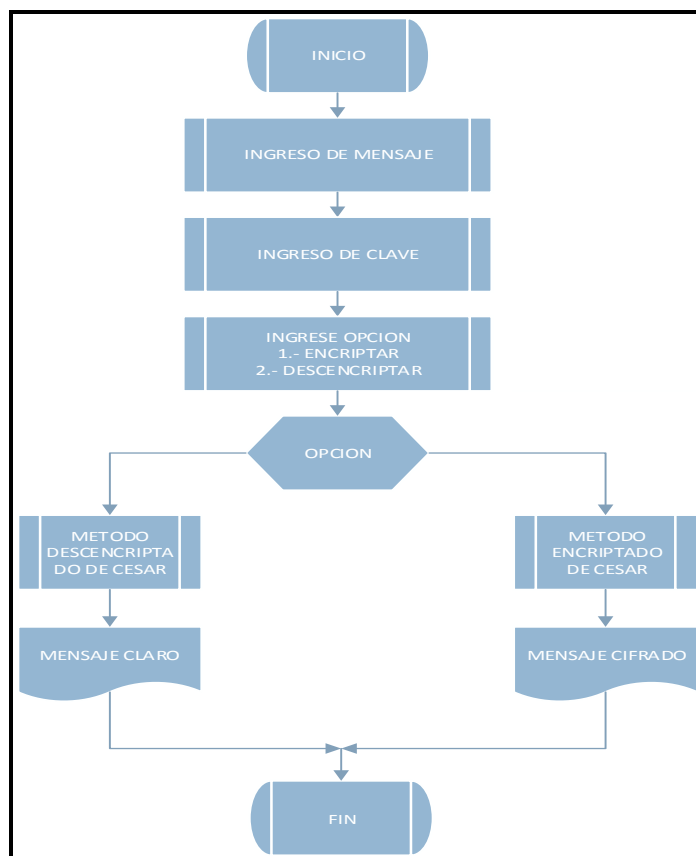 INICIO
INGRESO DE MENSAJE
INGRESO DE CLAVE
INGRESE OPCION
1.- ENCRIPTAR
2.- DESCENCRIPTAR
OPCION
METODO
DESCENCRIPTA
DO DE CESAR
METODO
ENCRIPTADO
DE CESAR
MENSAJE CLARO
MENSAJE CIFRADO
FIN